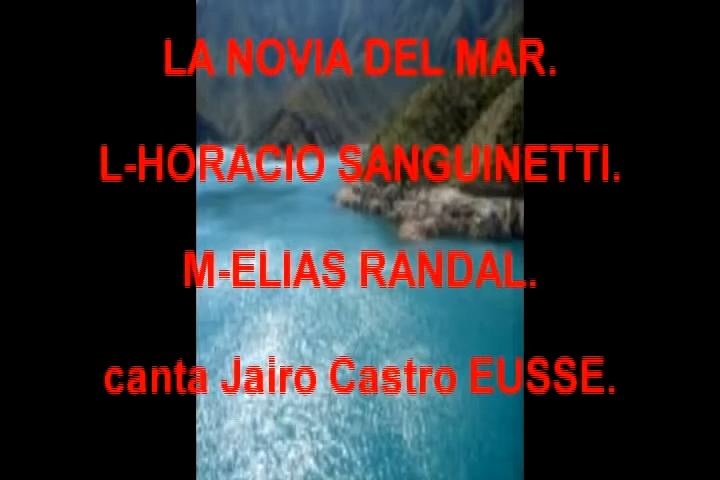 LA NOVIA DEL MAR.
L-HORACIO SANGUINETTI.
M-ELIAS RANDAL.
canta Jairo Castro EUSSE.